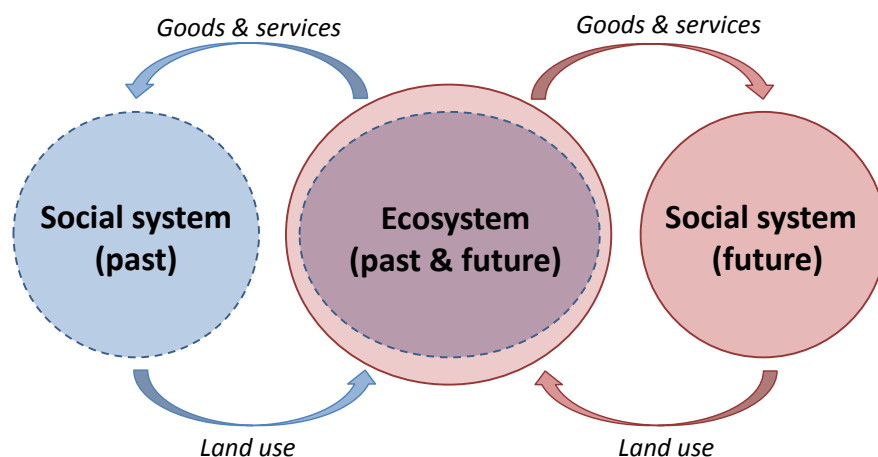 Goods & services
Goods & services
Social system
(past)
Ecosystem
(past & future)
Social system
(future)
Land use
Land use